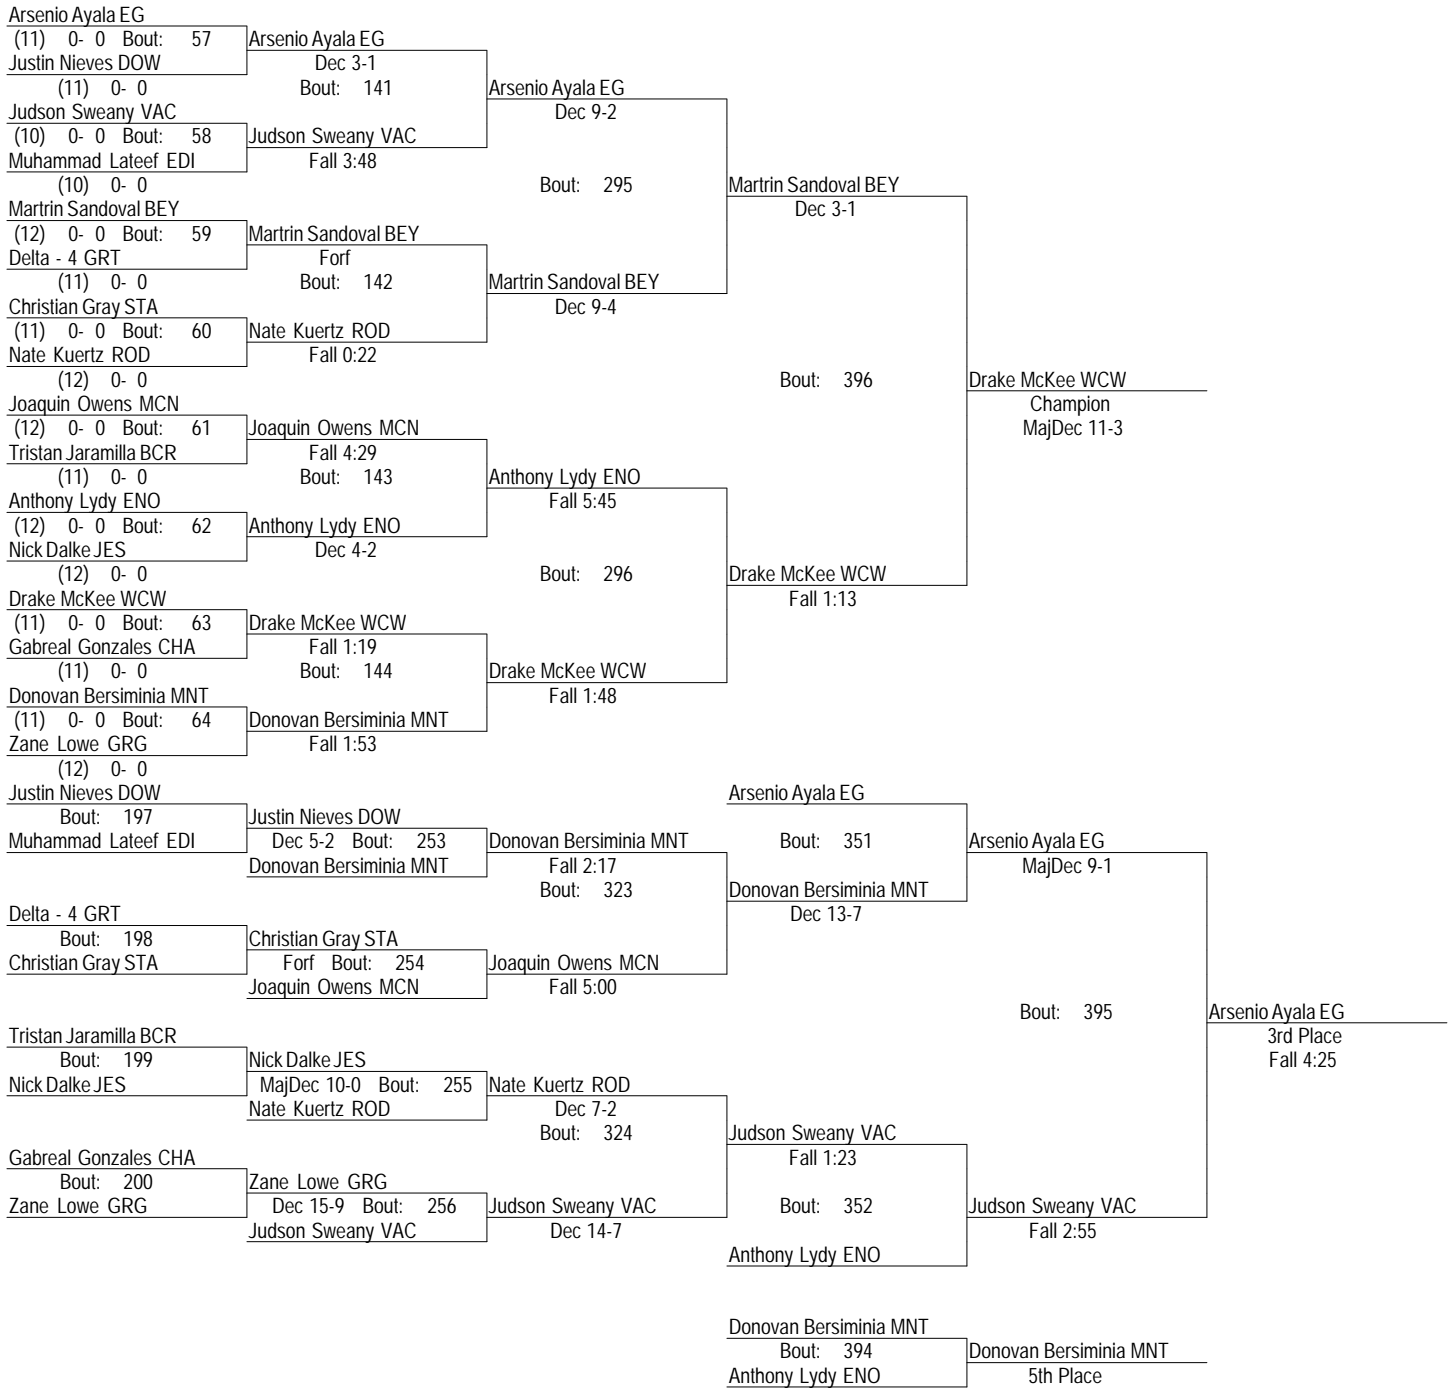 Arsenio Ayala EG
(11) 0- 0 Bout: 57 Arsenio Ayala EG
Justin Nieves DOW Dec 3-1
(11) 0- 0 Bout: 141 Arsenio Ayala EG
Judson Sweany VAC Dec 9-2
(10) 0- 0 Bout: 58 Judson Sweany VAC
Muhammad Lateef EDI Fall 3:48
(10) 0- 0 Bout: 295 Martrin Sandoval BEY
Martrin Sandoval BEY Dec 3-1
(12) 0- 0 Bout: 59 Martrin Sandoval BEY
Delta - 4 GRT Forf
(11) 0- 0 Bout: 142 Martrin Sandoval BEY
Christian Gray STA Dec 9-4
(11) 0- 0 Bout: 60 Nate Kuertz ROD
Nate Kuertz ROD Fall 0:22
(12) 0- 0 Bout: 396 Drake McKee WCW
Joaquin Owens MCN Champion
(12) 0- 0 Bout: 61 Joaquin Owens MCN MajDec 11-3
Tristan Jaramilla BCR Fall 4:29
(11) 0- 0 Bout: 143 Anthony Lydy ENO
Anthony Lydy ENO Fall 5:45
(12) 0- 0 Bout: 62 Anthony Lydy ENO
Nick Dalke JES Dec 4-2
(12) 0- 0 Bout: 296 Drake McKee WCW
Drake McKee WCW Fall 1:13
(11) 0- 0 Bout: 63 Drake McKee WCW
Gabreal Gonzales CHA Fall 1:19
(11) 0- 0 Bout: 144 Drake McKee WCW
Donovan Bersiminia MNT Fall 1:48
(11) 0- 0 Bout: 64 Donovan Bersiminia MNT
Zane Lowe GRG Fall 1:53
(12) 0- 0
Justin Nieves DOW Arsenio Ayala EG
Bout: 197 Justin Nieves DOW
Muhammad Lateef EDI Dec 5-2 Bout: 253 Donovan Bersiminia MNT Bout: 351 Arsenio Ayala EG
Donovan Bersiminia MNT Fall 2:17 MajDec 9-1
Bout: 323 Donovan Bersiminia MNT
Delta - 4 GRT Dec 13-7
Bout: 198 Christian Gray STA
Christian Gray STA Forf Bout: 254 Joaquin Owens MCN
Joaquin Owens MCN Fall 5:00
Bout: 395 Arsenio Ayala EG
Tristan Jaramilla BCR 3rd Place
Bout: 199 Nick Dalke JES Fall 4:25
Nick Dalke JES MajDec 10-0 Bout: 255 Nate Kuertz ROD
Nate Kuertz ROD Dec 7-2
Bout: 324 Judson Sweany VAC
Gabreal Gonzales CHA Fall 1:23
Bout: 200 Zane Lowe GRG
Zane Lowe GRG Dec 15-9 Bout: 256 Judson Sweany VAC Bout: 352 Judson Sweany VAC
Judson Sweany VAC Dec 14-7 Fall 2:55
Anthony Lydy ENO
Donovan Bersiminia MNT
Bout: 394 Donovan Bersiminia MNT
Anthony Lydy ENO 5th Place